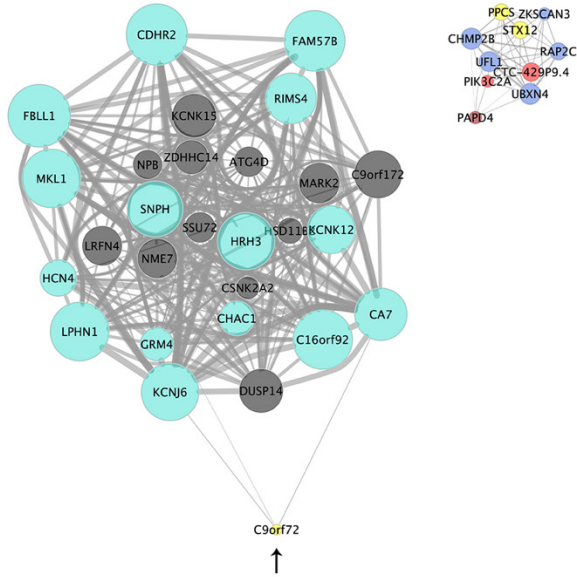 PPCS
ZKSCAN3
STX12
CHMP2B
RAP2C
UFL1
CTC-429P9.4
PIK3C2A
UBXN4
PAPD4
CDHR2
FAM57B
RIMS4
FBLL1
KCNK15
ZDHHC14
ATG4D
NPB
C9orf172
MKL1
MARK2
SNPH
SSU72
HRH3
KCNK12
LRFN4
NME7
HCN4
CSNK2A2
CHAC1
CA7
LPHN1
GRM4
C16orf92
KCNJ6
DUSP14
C9orf72